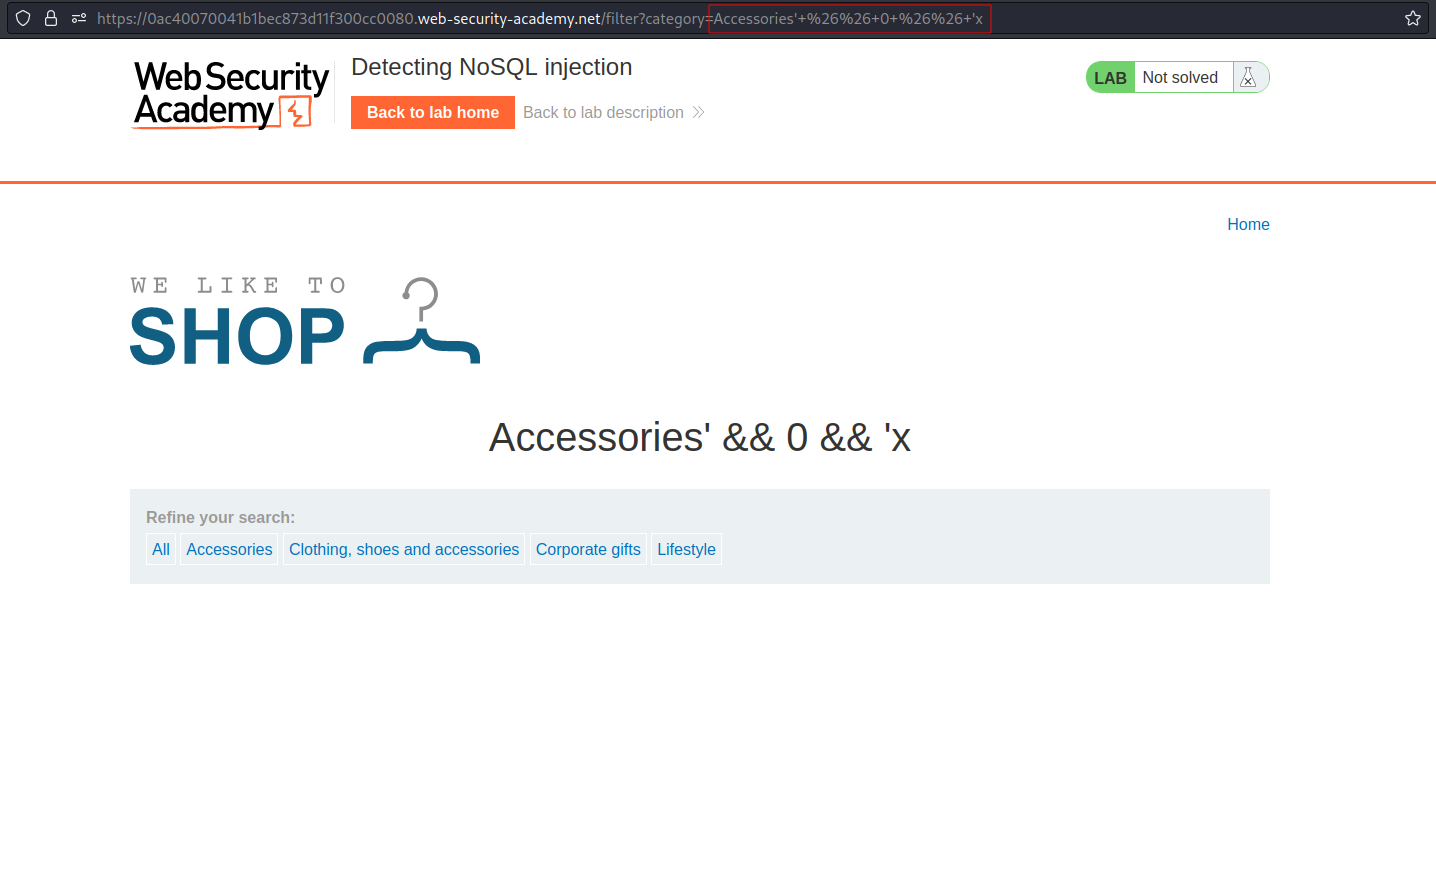 https://0ac40070041b1bec873d11f300cc0080.web-security-academy.net/filter?category=Accessories'+%26%26+0+%26%26+'x
WebSecurity
Academy
Detecting NoSQL injection
Back to lab home
Back to lab description
LAB
Not solved
Home
WE LIKE TO
SHOP
Accessories' && 0 && 'x
Refine your search:
All Accessories Clothing, shoes and accessories Corporate gifts Lifestyle